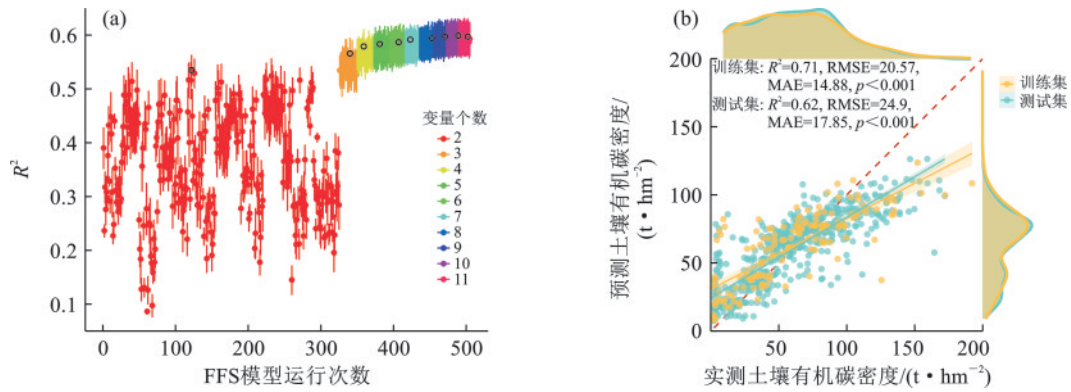 (a)
R²
0.6
0.5
0.4
0.3
0.2
0.1
0
100
200
300
400
500
FFS模型运行次数
变量个数
2
3
4
5
6
7
8
9
10
11
(b)
训练集: R²=0.71, RMSE=20.57,
MAE=14.88, p<0.001
测试集: R²=0.62, RMSE=24.9,
MAE=17.85, p<0.001
训练集
测试集
预测土壤有机碳密度/
(t·hm⁻²)
200
150
100
50
0
50
100
150
200
实测土壤有机碳密度/(t·hm⁻²)